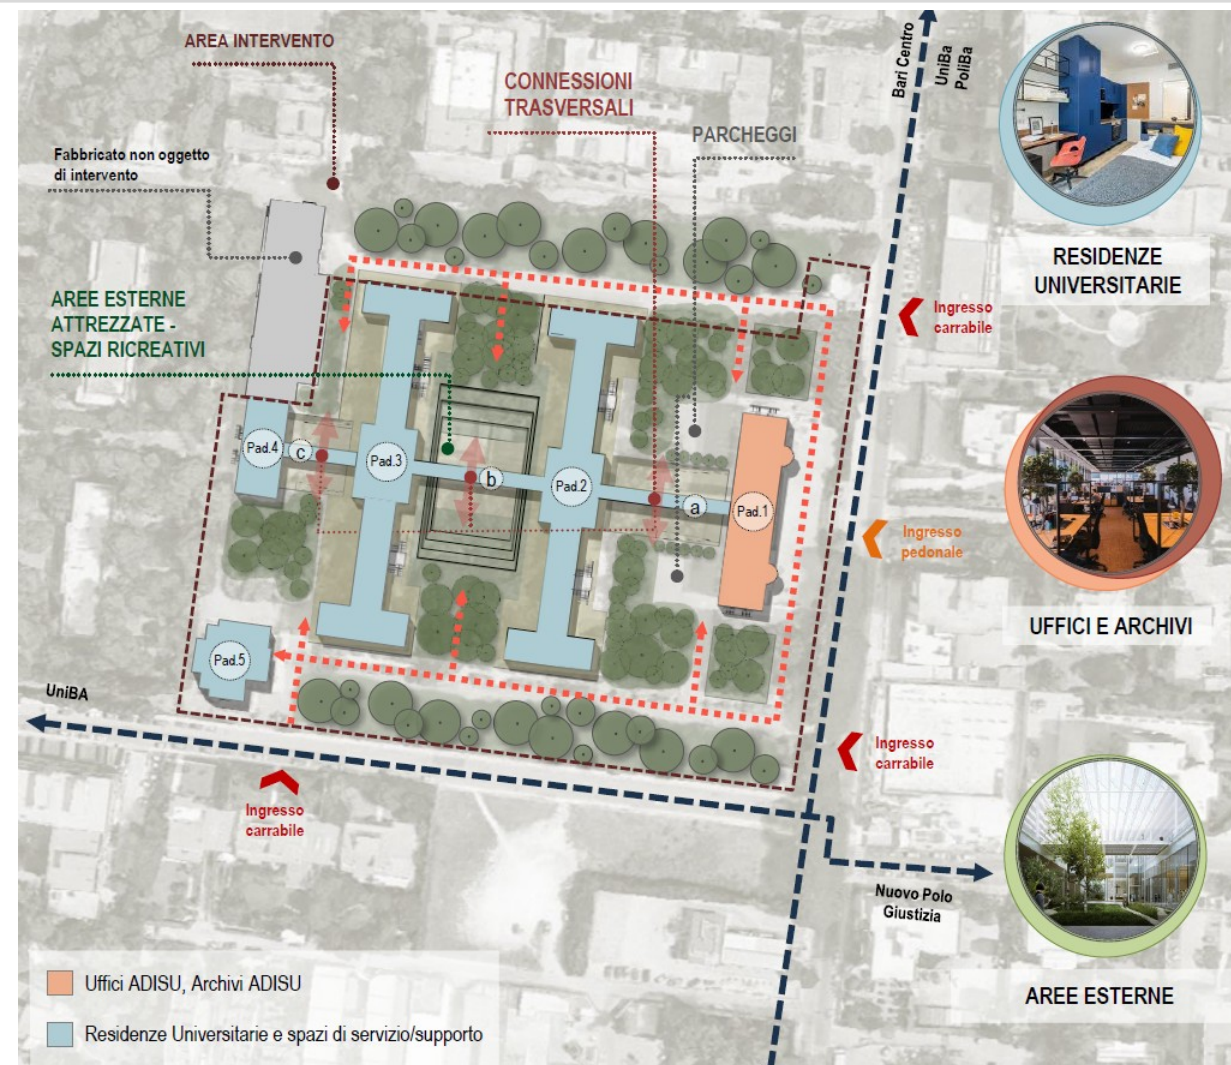 AREA INTERVENTO
CONNESSIONI
TRASVERSALI
PARCHEGGI
Bari Centro
UniBa
PoliBa
Fabbricato non oggetto
di intervento
RESIDENZE
UNIVERSITARIE
AREE ESTERNE
ATTREZZATE -
SPAZI RICREATIVI
Ingresso
carrabile
Pad.4
c
Pad.3
b
Pad.2
a
Pad.1
Ingresso
pedonale
UFFICI E ARCHIVI
Pad.5
UniBA
Ingresso
carrabile
Ingresso
carrabile
Nuovo Polo
Giustizia
AREE ESTERNE
Uffici ADISU, Archivi ADISU
Residenze Universitarie e spazi di servizio/supporto